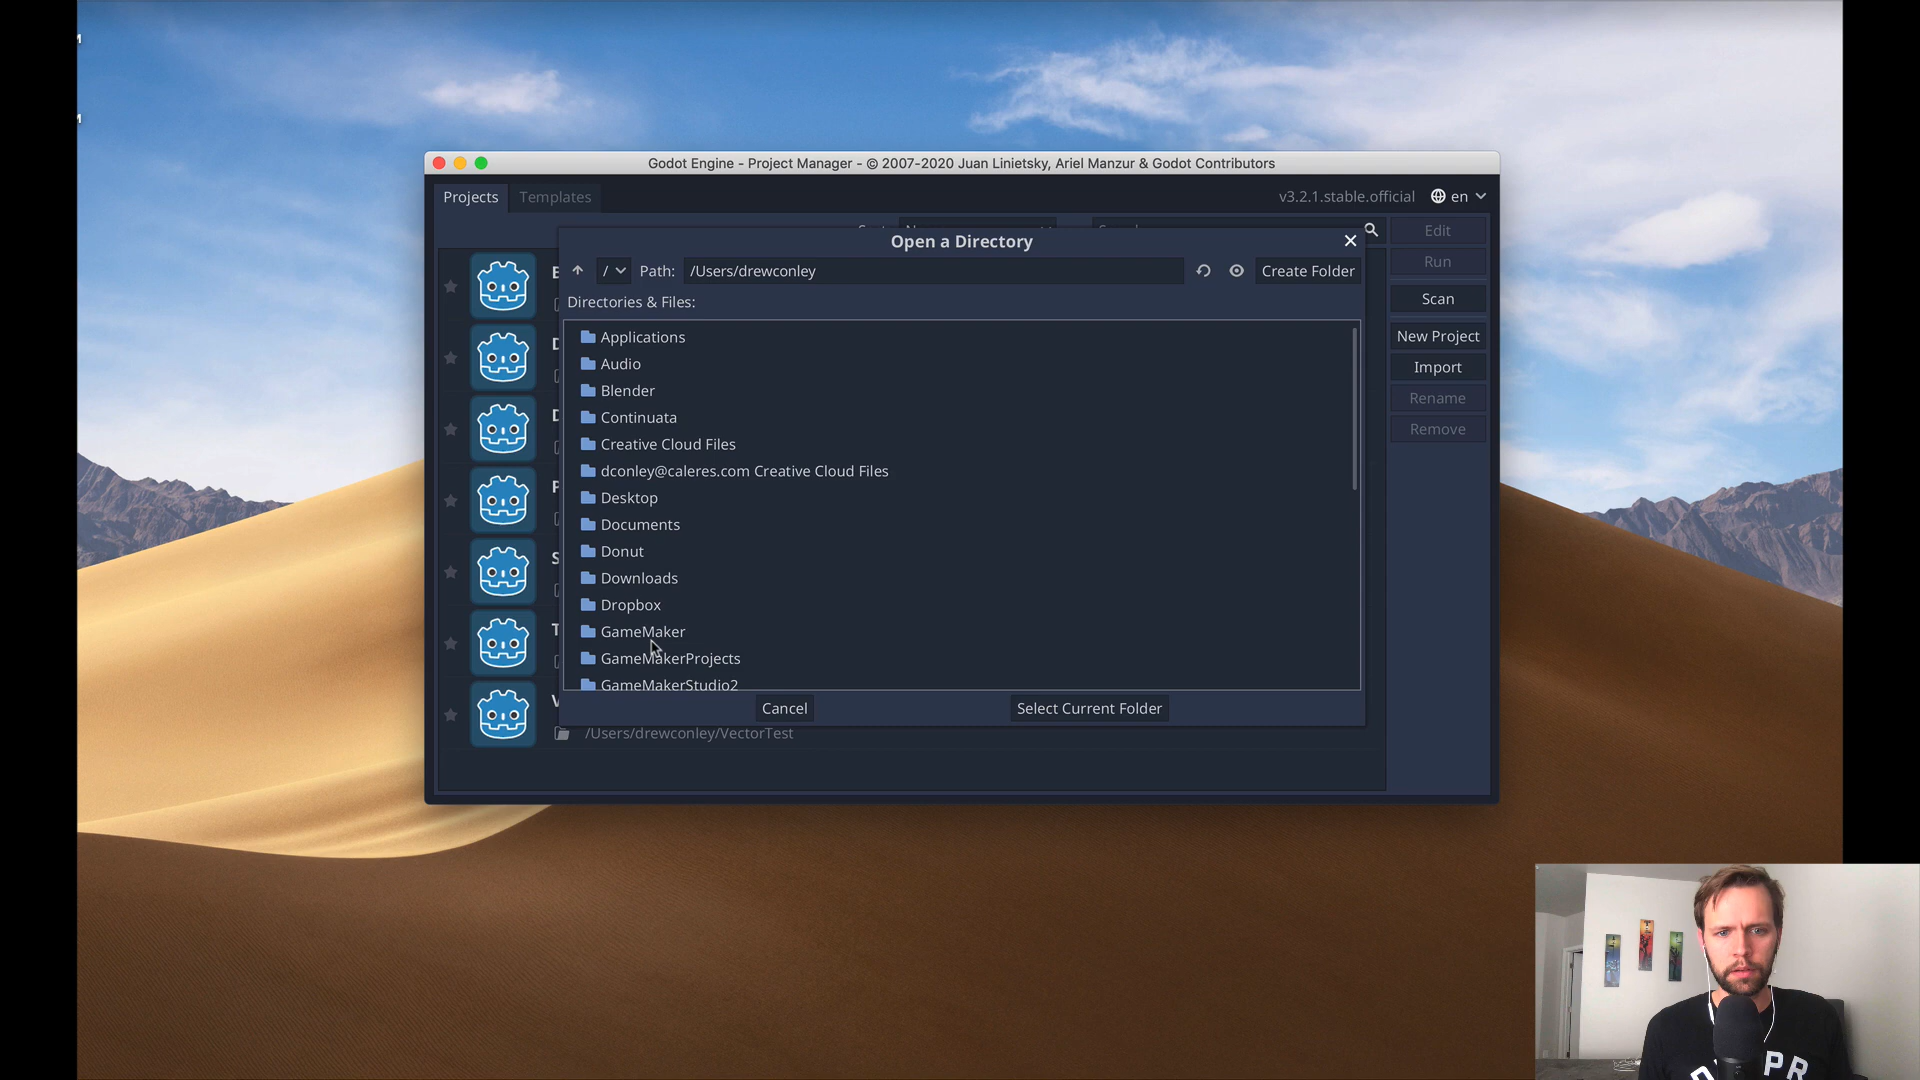 Godot Engine - Project Manager - © 2007-2020 Juan Linietsky, Ariel Manzur & Godot Contributors
Projects
Templates
v3.2.1.stable.official
en
Edit
Run
Scan
New Project
Import
Rename
Remove
Open a Directory
/
Path:
/Users/drewconley
Create Folder
Directories & Files:
Applications
Audio
Blender
Continuata
Creative Cloud Files
dconley@caleres.com Creative Cloud Files
Desktop
Documents
Donut
Downloads
Dropbox
GameMaker
GameMakerProjects
GameMakerStudio2
Cancel
Select Current Folder
/Users/drewconley/VectorTest